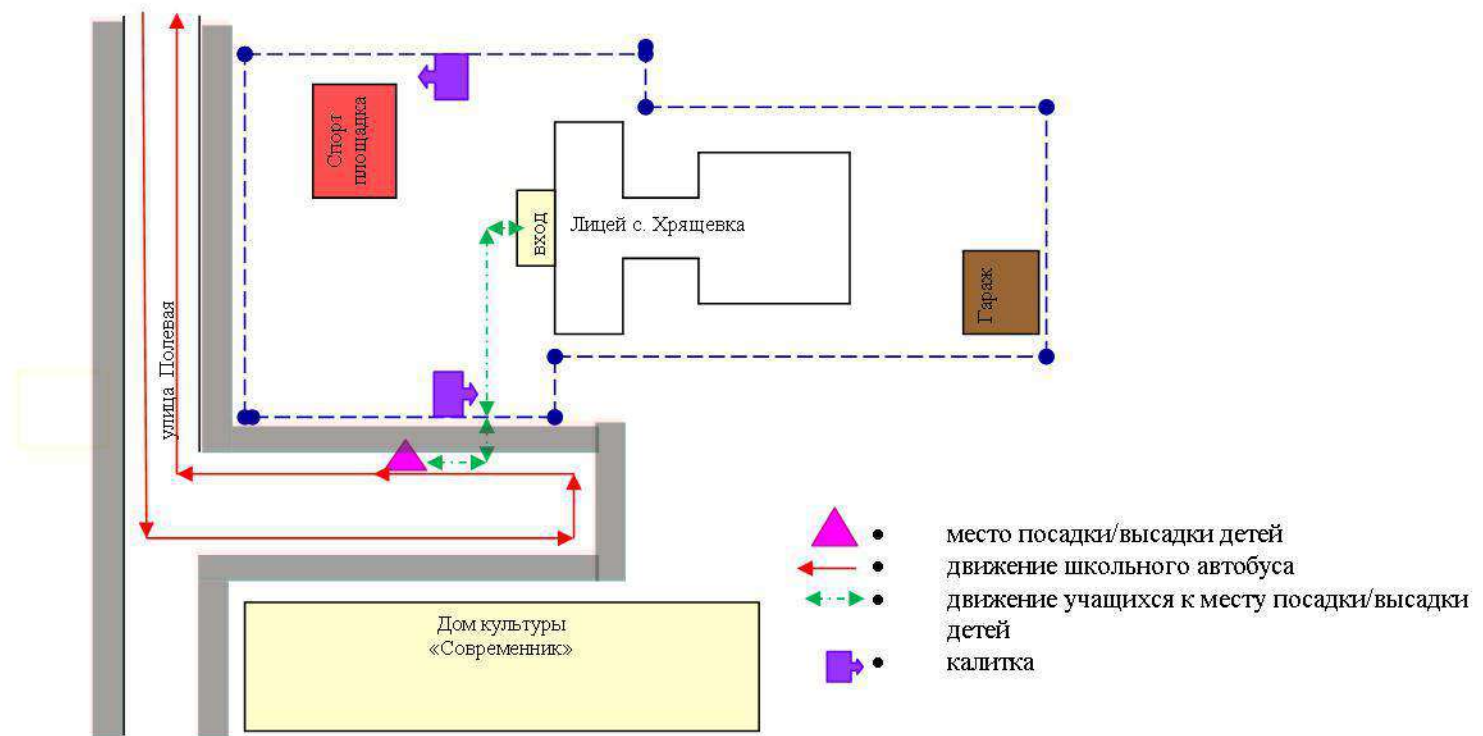 Спорт
площадка
вход
Лицей с. Хрящевка
Гараж
улица Полевая
Дом культуры
«Современник»
• место посадки/высадки детей
• движение школьного автобуса
• движение учащихся к месту посадки/высадки
детей
• калитка